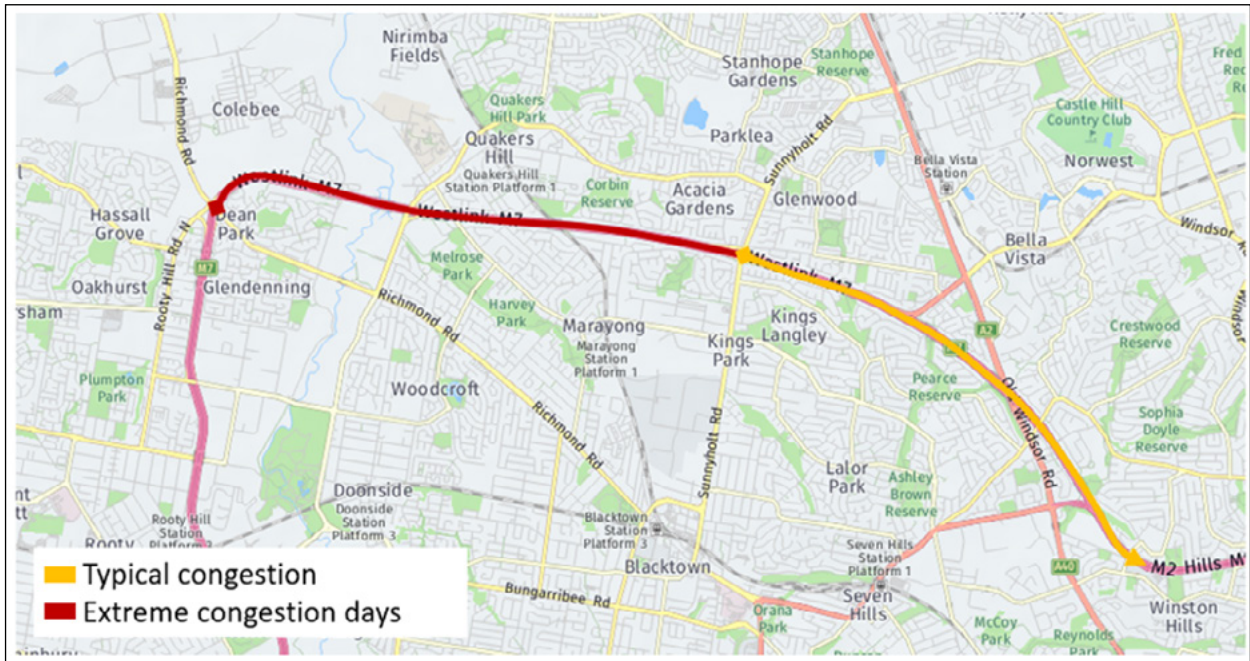 Nirimba
Fields
Stanhope
Gardens
Stanhope
Reserve
Richmond Rd
Colebee
Quakers
Hill Park
Castle Hill
Country Club
Parklea
Sunnyholt Rd
Quakers
Hill
Norwest
Bella Vista
Station
Quakers Hill
Station Platform 1
Westlink M7
Corbin
Reserve
Acacia
Gardens
Glenwood
Hassall
Grove
Dean
Park
Westlink M7
Windsor
Rooty Hill Rd N
Bella
Vista
Melrose
Park
Westlink M7
M7
Oakhurst
Glendenning
Richmond Rd
Harvey
Park
Marayong
Marayong
Station
Platform 1
Kings
Langley
Kings
Park
A2
Crestwood
Reserve
Windsor
Plumpton
Park
Woodcroft
Pearce
Reserve
Windsor Rd
Richmond Rd
Sunnyholt Rd
Sophia
Doyle
Reserve
Lalor
Park
Ashley
Brown
Reserve
Doonside
Doonside
Station
Platform 3
Rooty Hill
Station
Blacktown
Station
Platform 3
Blacktown
Seven Hills
Station
Platform 1
A40
M2 Hills
Seven
Hills
Winston
Hills
Bungarribee Rd
Orana
Park
McCoy
Park
Reynolds
Park
Typical congestion
Extreme congestion days